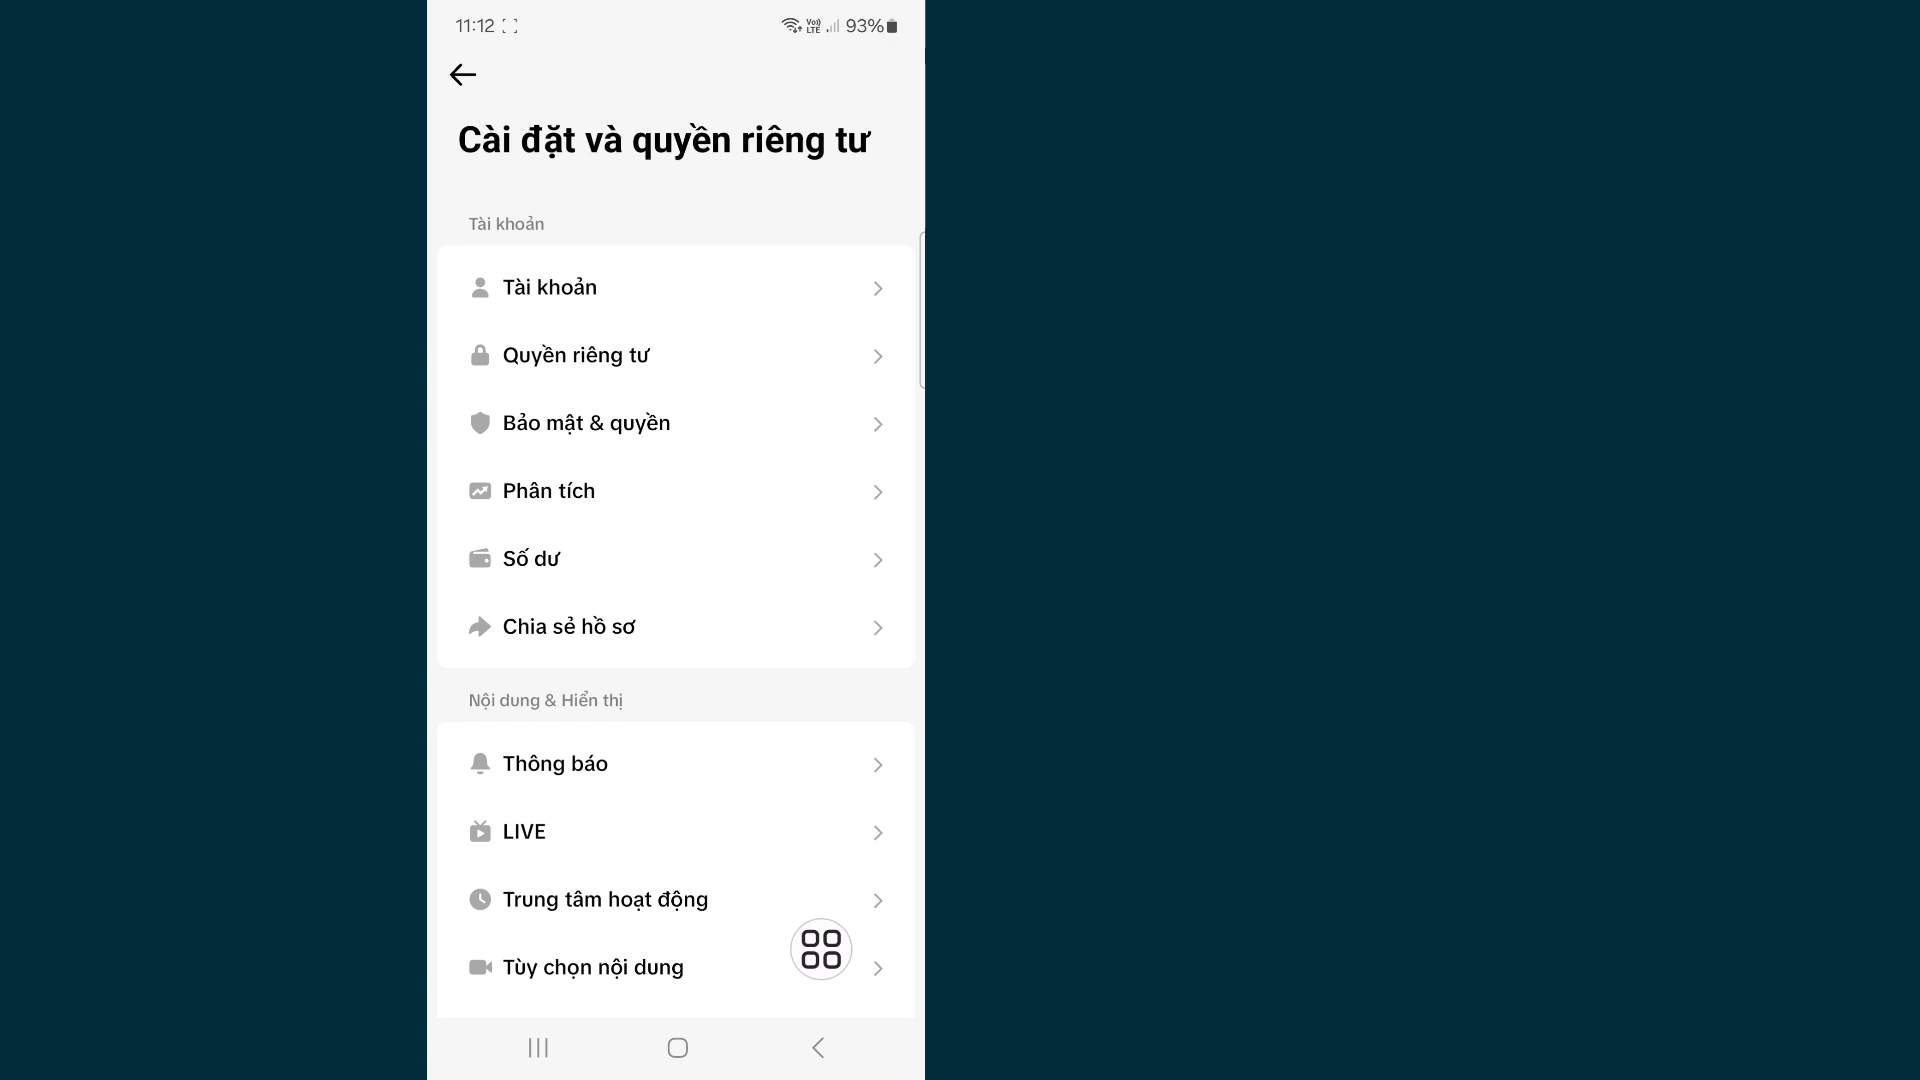 11:12 Vo)) LTE 93%
Cài đặt và quyền riêng tư
Tài khoản
Tài khoản
Quyền riêng tư
Bảo mật & quyền
Phân tích
Số dư
Chia sẻ hồ sơ
Nội dung & Hiển thị
Thông báo
LIVE
Trung tâm hoạt động
Tùy chọn nội dung